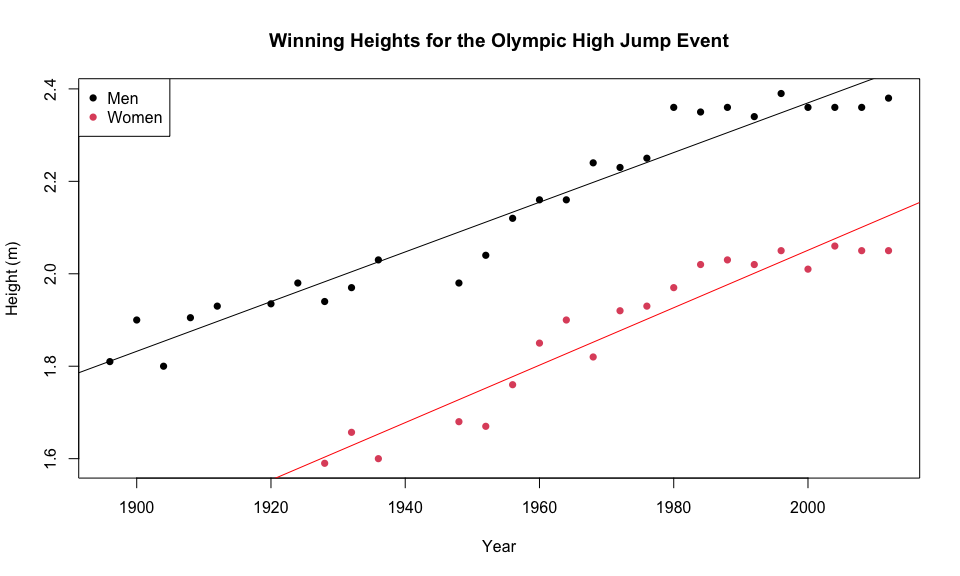 Winning Heights for the Olympic High Jump Event
Men
Women
2.4
2.2
2.0
1.8
1.6
Height (m)
1900 1920 1940 1960 1980 2000
Year